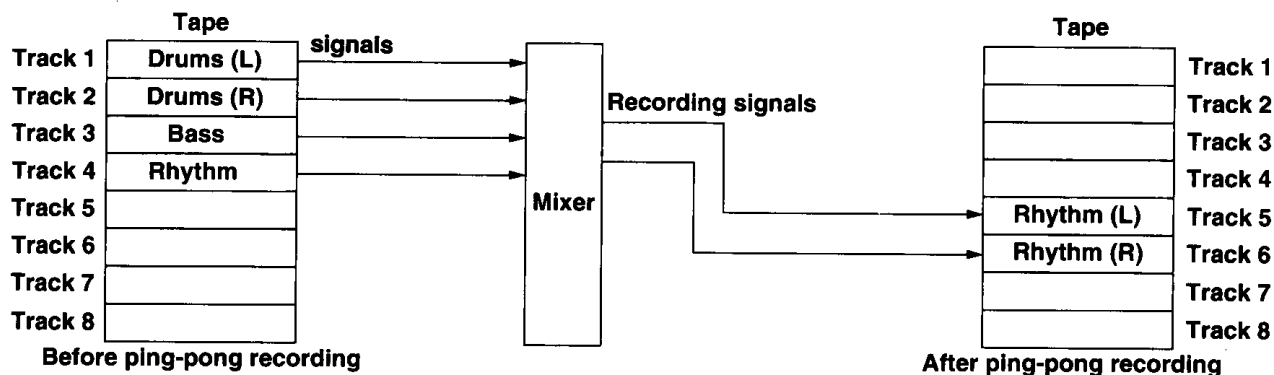 Tape
Track 1 Drums (L)
Track 2 Drums (R)
Track 3 Bass
Track 4 Rhythm
Track 5
Track 6
Track 7
Track 8
Before ping-pong recording
signals
Mixer
Recording signals
Tape
Track 1
Track 2
Track 3
Track 4
Rhythm (L) Track 5
Rhythm (R) Track 6
Track 7
Track 8
After ping-pong recording